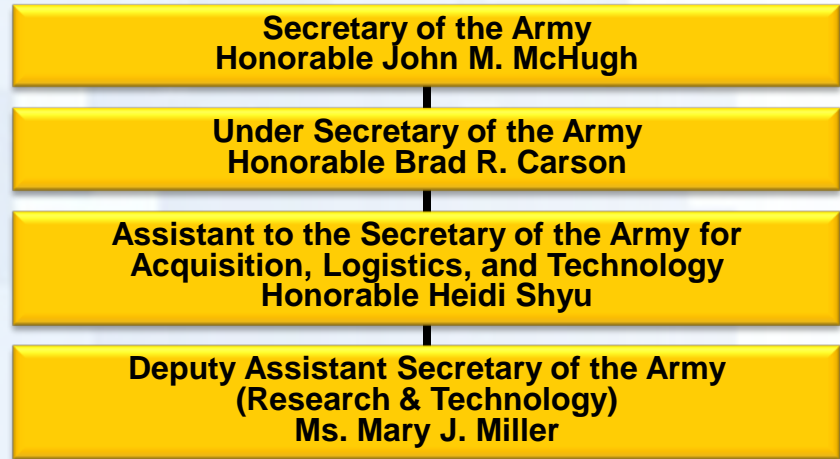 Secretary of the Army
Honorable John M. McHugh
Under Secretary of the Army
Honorable Brad R. Carson
Assistant to the Secretary of the Army for
Acquisition, Logistics, and Technology
Honorable Heidi Shyu
Deputy Assistant Secretary of the Army
(Research & Technology)
Ms. Mary J. Miller